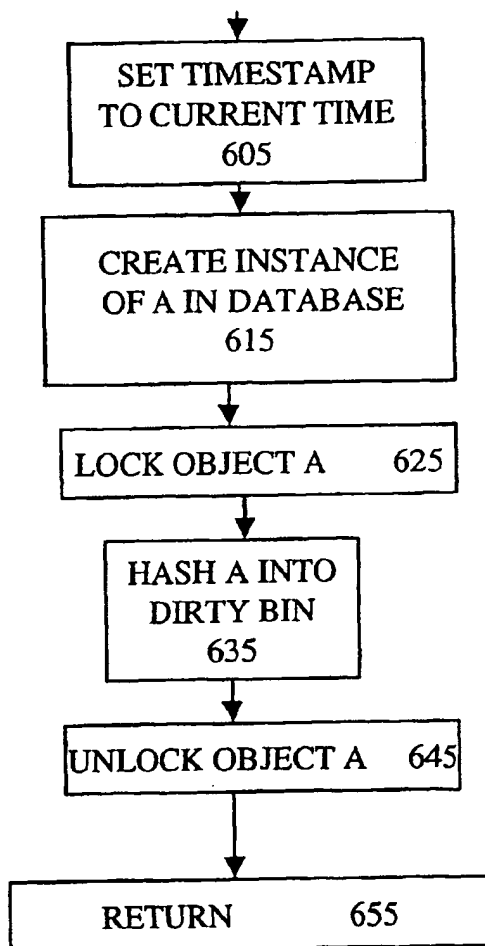 SET TIMESTAMP
TO CURRENT TIME
605
CREATE INSTANCE
OF A IN DATABASE
615
LOCK OBJECT A 625
HASH A INTO
DIRTY BIN
635
UNLOCK OBJECT A 645
RETURN 655